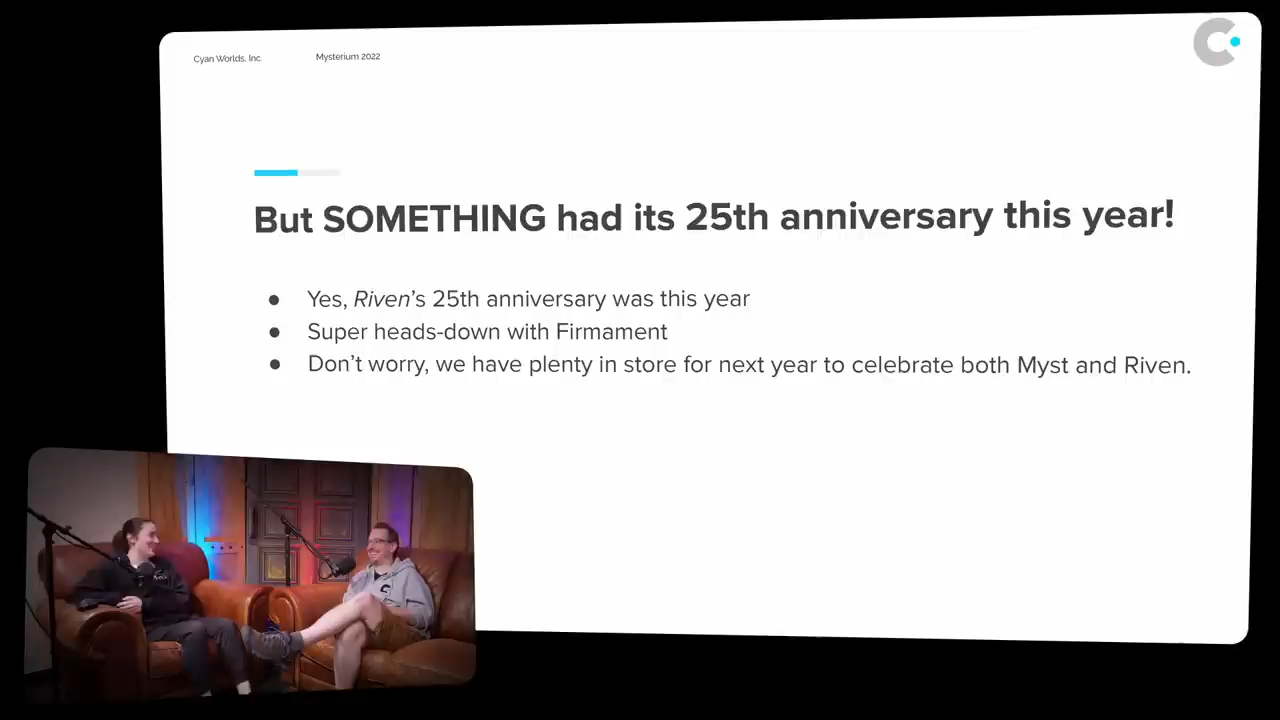 Cyan Worlds, Inc.
Mysterium 2022
But SOMETHING had its 25th anniversary this year!
● Yes, Riven's 25th anniversary was this year
● Super heads-down with Firmament
● Don't worry, we have plenty in store for next year to celebrate both Myst and Riven.